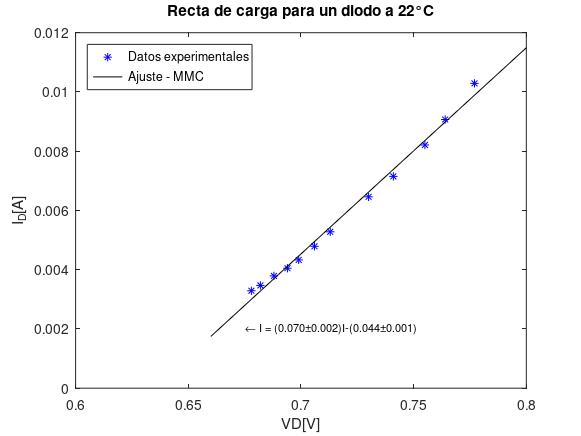 Recta de carga para un diodo a 22°C
0.012
Datos experimentales
Ajuste - MMC
0.01
0.008
I_D[A]
0.006
0.004
0.002
← I = (0.070±0.002)I-(0.044±0.001)
0
0.6
0.65
0.7
0.75
0.8
VD[V]